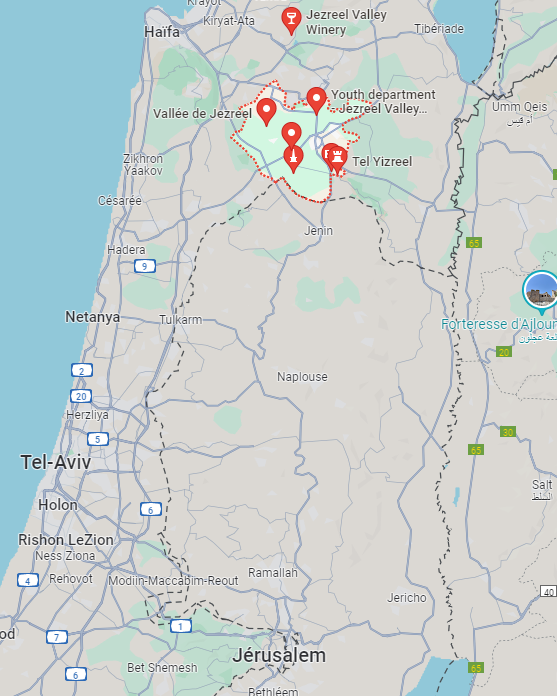 Kiryat-Ata
Jezreel Valley
Winery
Haïfa
Tibériade
Youth department
Jezreel Valley...
Vallée de Jezreel
Umm Qeis
أم قيس
Tel Yizreel
Zikhron
Yaakov
Césarée
Jenin
65
Hadera
9
Netanya
Tulkarm
Forteresse d'Ajloun
20
2
Naplouse
20
Herzliya
5
30
65
Tel-Aviv
Salt
السلط
Holon
6
Rishon LeZion
Ness Ziona
4
Rehovot
Modiin-Maccabim-Reout
Ramallah
40
Jericho
1
od
7
Jérusalem
Bet Shemesh
65
6
Bethléem